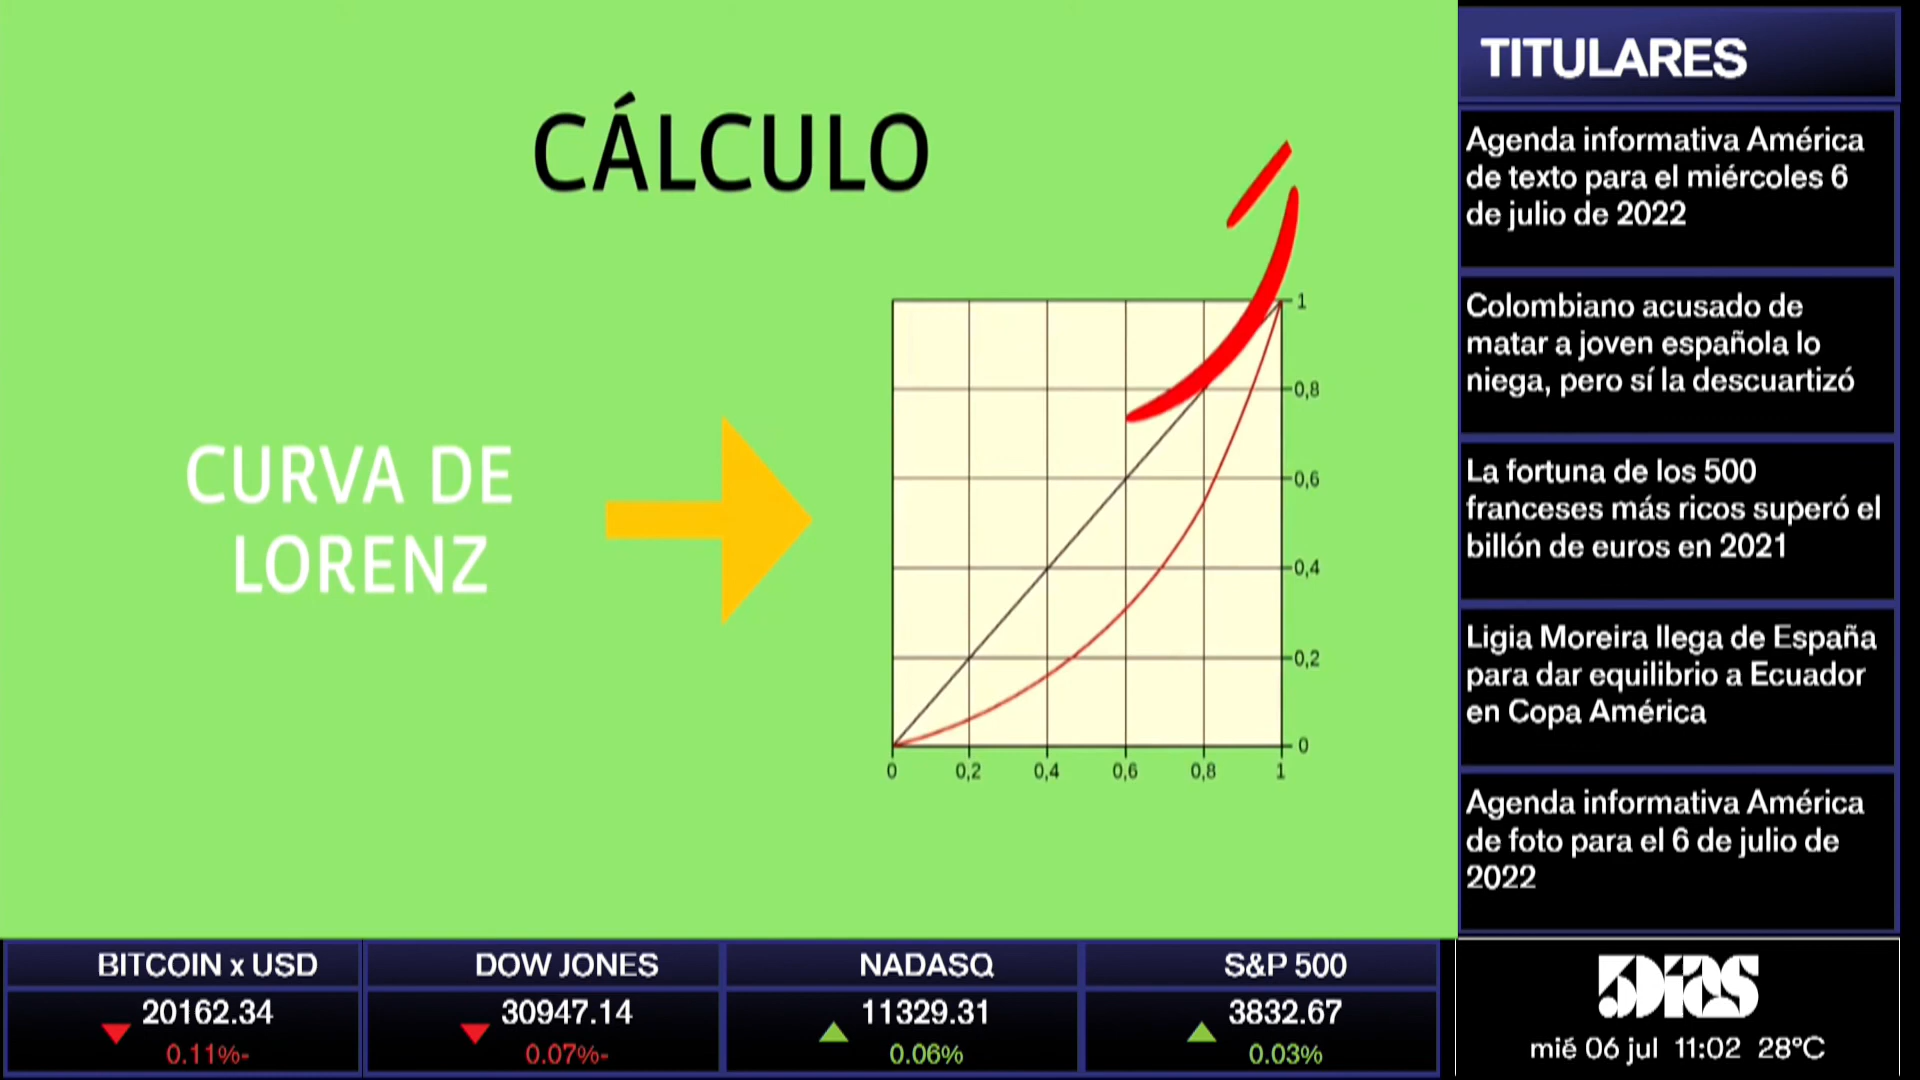 CÁLCULO
CURVA DE
LORENZ
1
0,8
0,6
0,4
0,2
0
0 0,2 0,4 0,6 0,8 1
TITULARES
Agenda informativa América
de texto para el miércoles 6
de julio de 2022
Colombiano acusado de
matar a joven española lo
niega, pero sí la descuartizó
La fortuna de los 500
franceses más ricos superó el
billón de euros en 2021
Ligia Moreira llega de España
para dar equilibrio a Ecuador
en Copa América
Agenda informativa América
de foto para el 6 de julio de
2022
BITCOIN x USD
20162.34
0.11%-
DOW JONES
30947.14
0.07%-
NADASQ
11329.31
0.06%
S&P 500
3832.67
0.03%
5Días
mié 06 jul 11:02 28°C